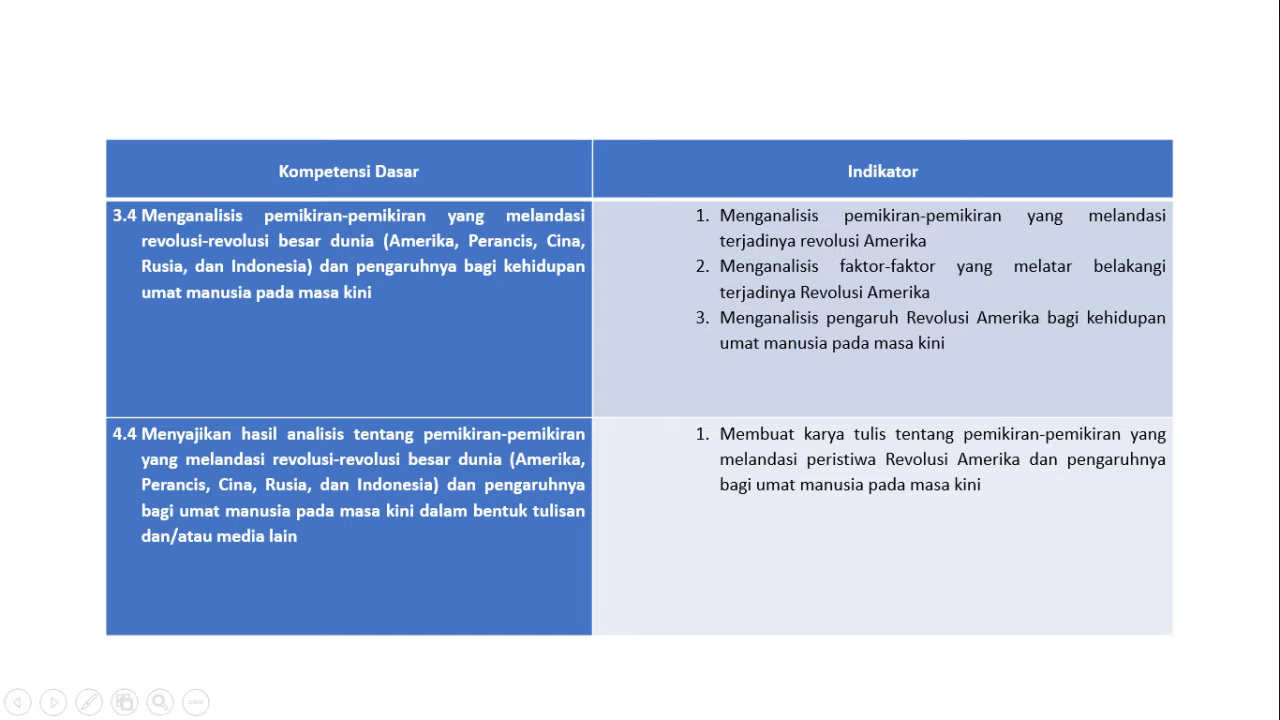 Kompetensi Dasar
Indikator
3.4 Menganalisis pemikiran-pemikiran yang melandasi
revolusi-revolusi besar dunia (Amerika, Perancis, Cina,
Rusia, dan Indonesia) dan pengaruhnya bagi kehidupan
umat manusia pada masa kini
1. Menganalisis pemikiran-pemikiran yang melandasi
terjadinya revolusi Amerika
2. Menganalisis faktor-faktor yang melatar belakangi
terjadinya Revolusi Amerika
3. Menganalisis pengaruh Revolusi Amerika bagi kehidupan
umat manusia pada masa kini
4.4 Menyajikan hasil analisis tentang pemikiran-pemikiran
yang melandasi revolusi-revolusi besar dunia (Amerika,
Perancis, Cina, Rusia, dan Indonesia) dan pengaruhnya
bagi umat manusia pada masa kini dalam bentuk tulisan
dan/atau media lain
1. Membuat karya tulis tentang pemikiran-pemikiran yang
melandasi peristiwa Revolusi Amerika dan pengaruhnya
bagi umat manusia pada masa kini